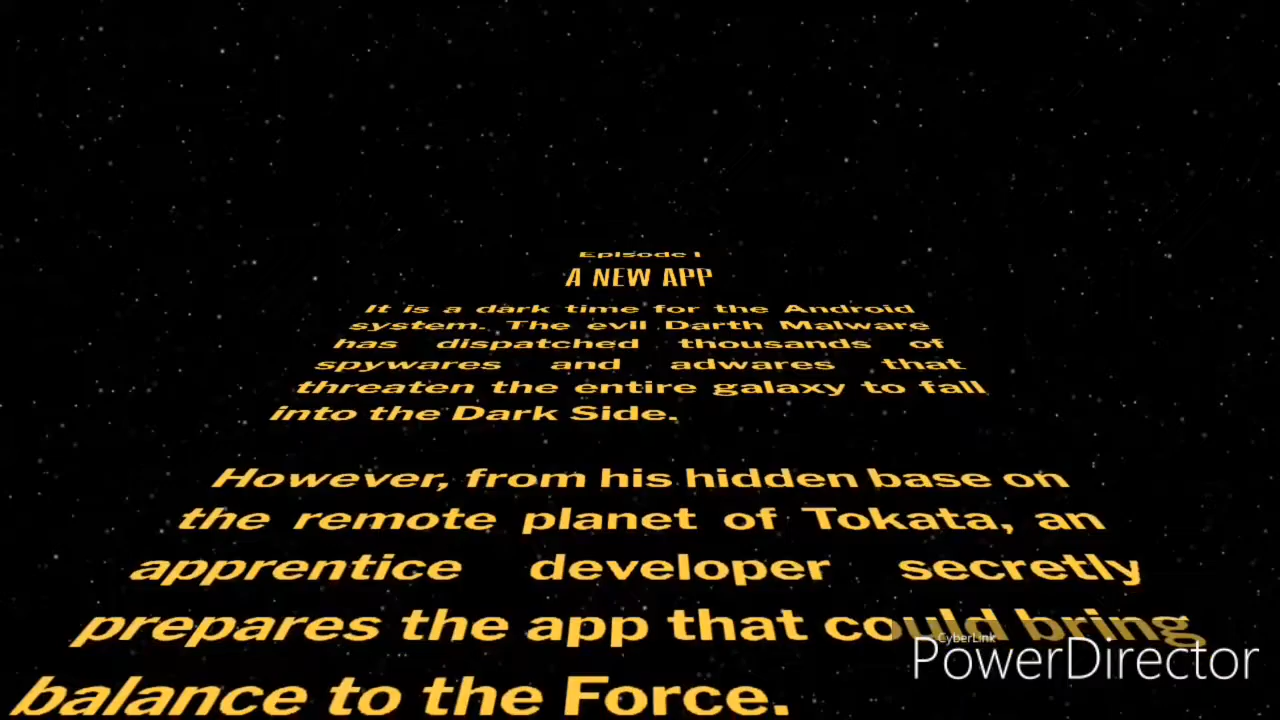 Episode I
A NEW APP
It is a dark time for the Android
system. The evil Darth Malware
has dispatched thousands of
spywares and adwares that
threaten the entire galaxy to fall
into the Dark Side.
However, from his hidden base on
the remote planet of Tokata, an
apprentice developer secretly
prepares the app that could bring
balance to the Force.
CyberLink
PowerDirector